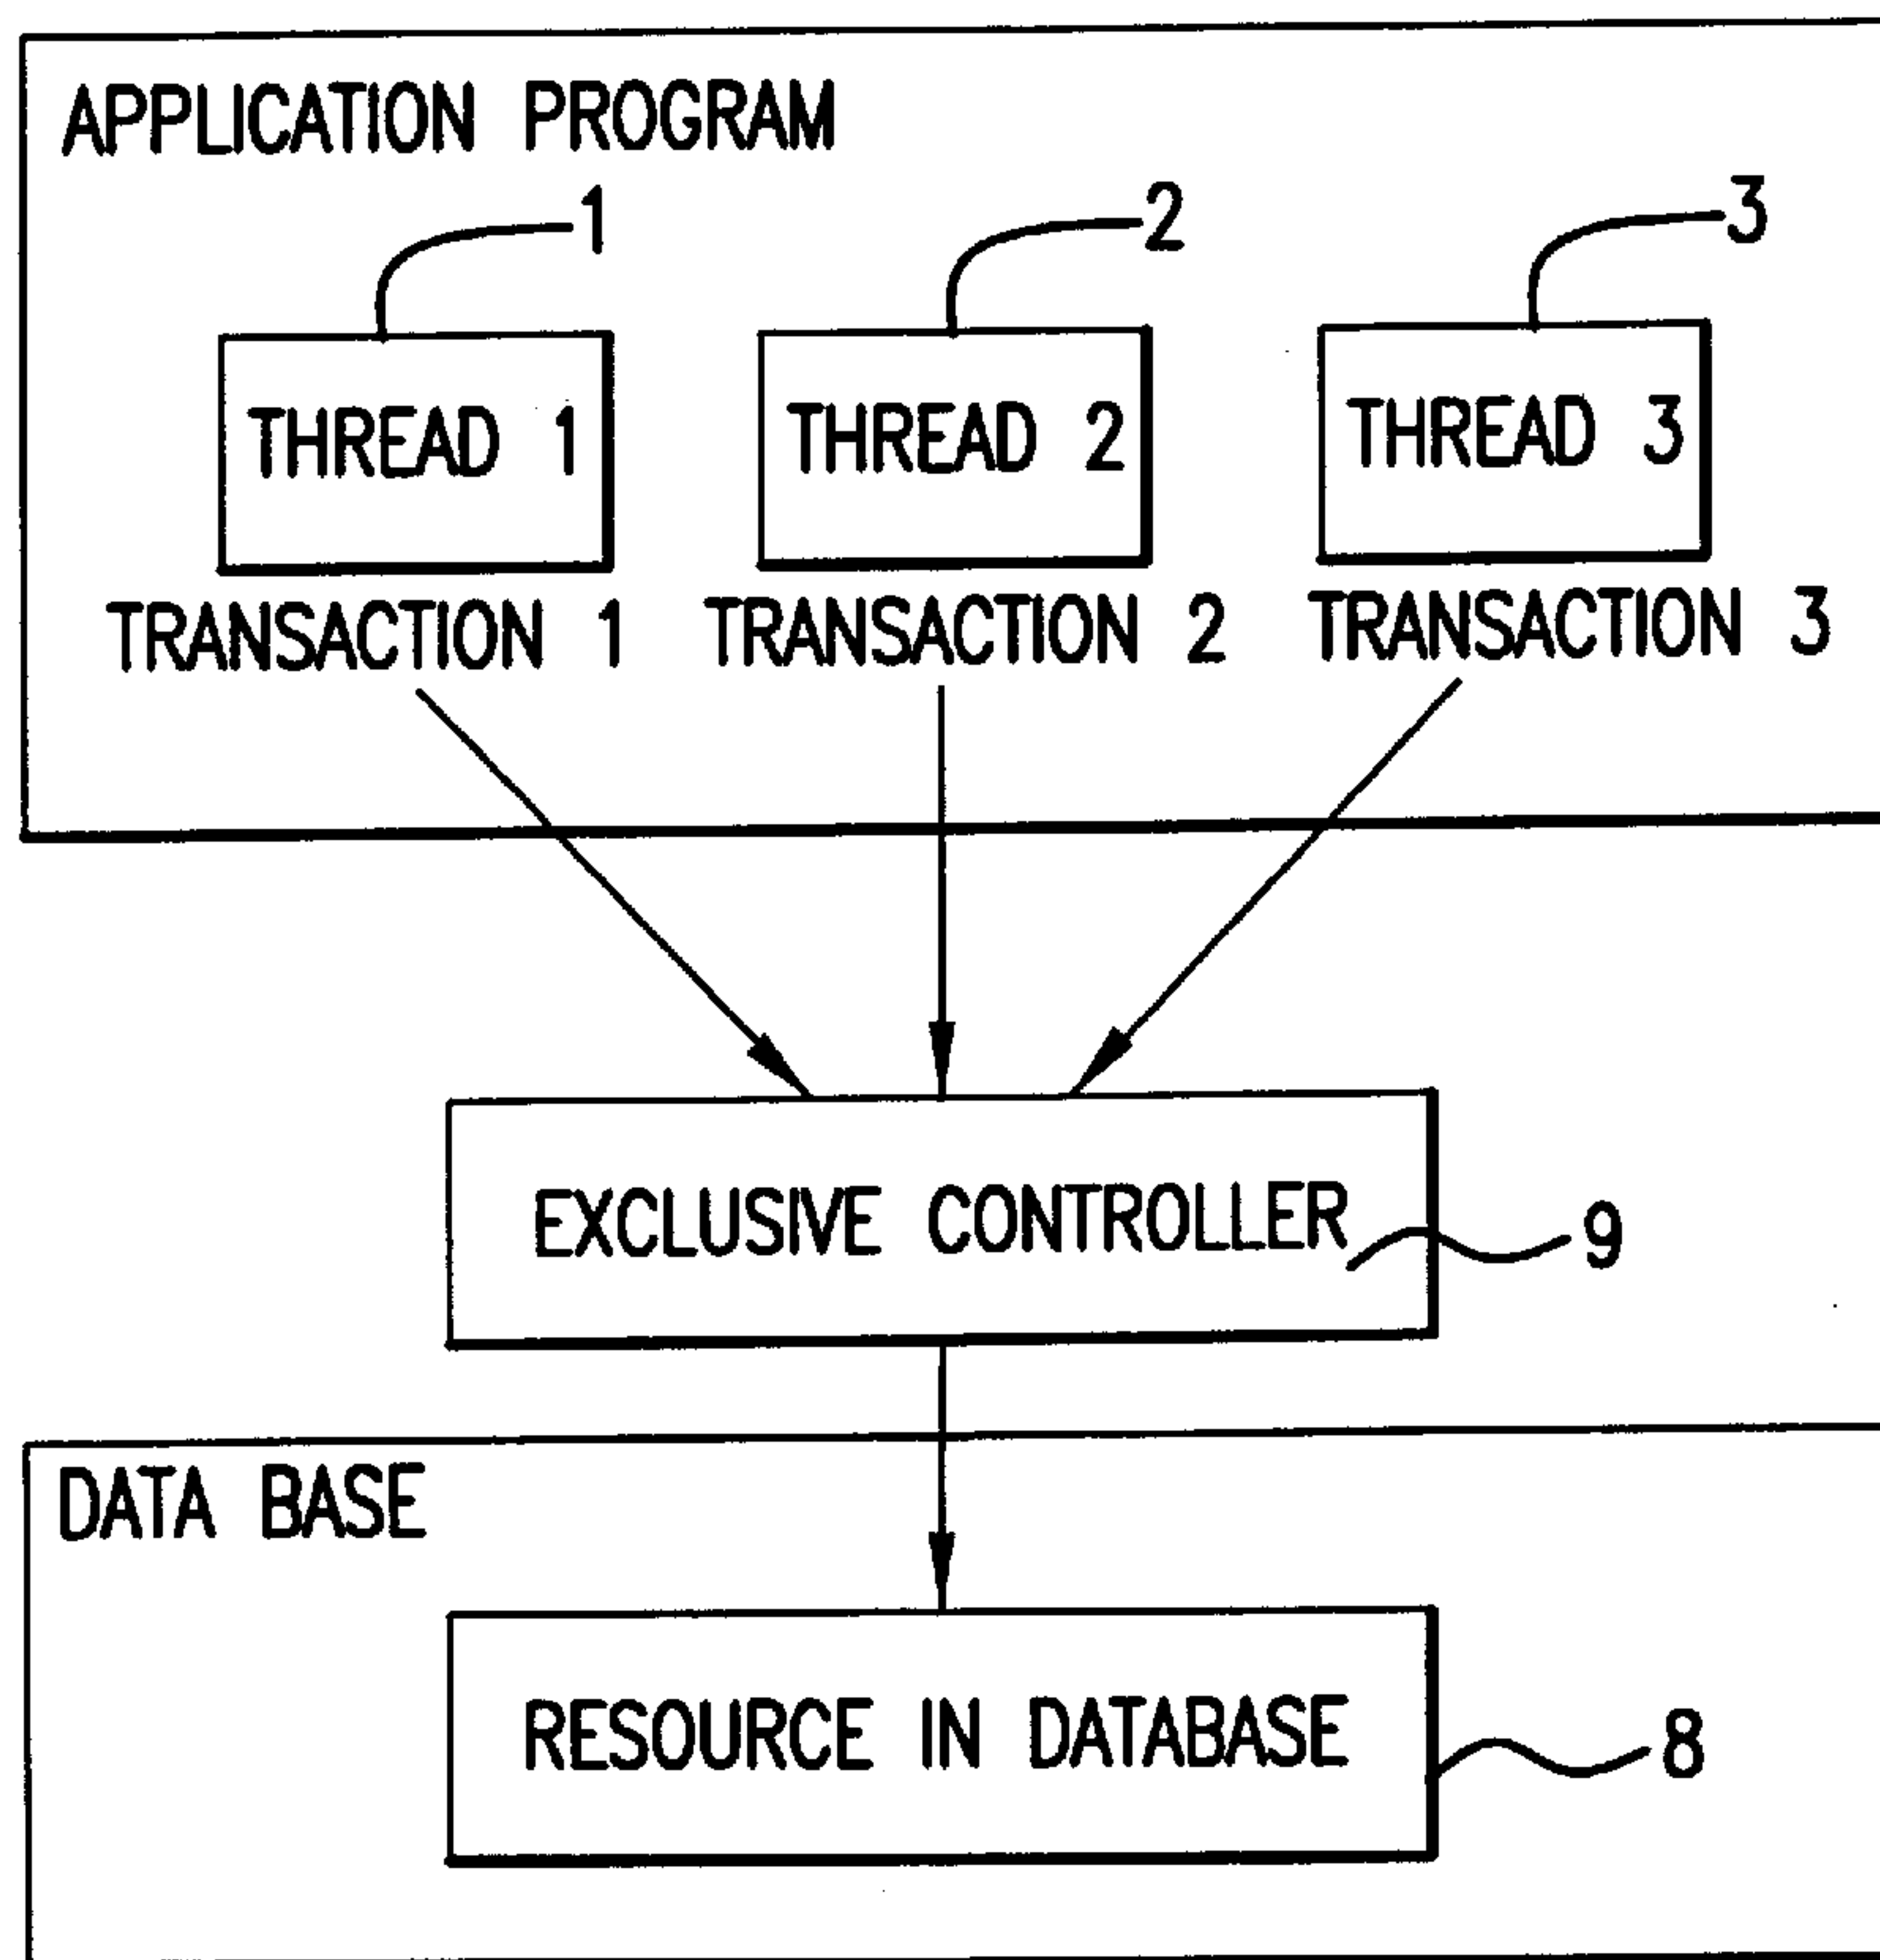 APPLICATION PROGRAM
1 2 3
THREAD 1 THREAD 2 THREAD 3
TRANSACTION 1 TRANSACTION 2 TRANSACTION 3
EXCLUSIVE CONTROLLER 9
DATA BASE
RESOURCE IN DATABASE 8